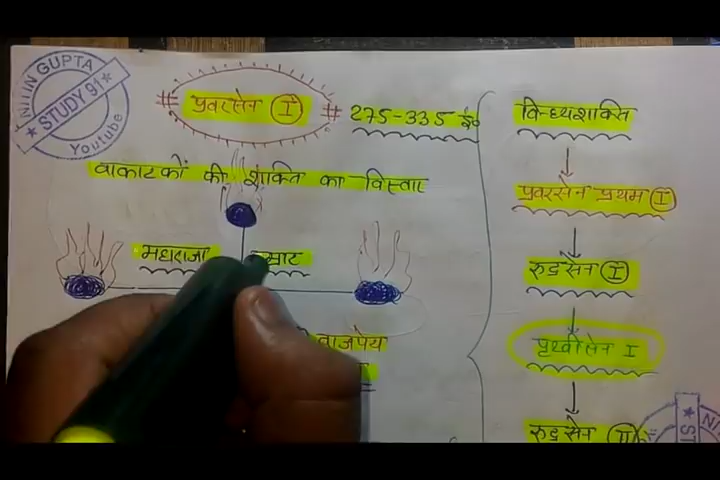 NITIN GUPTA
STUDY 91
Youtube
# प्रवरसेन I #
275-335 ई०
वाकाटकों की शक्ति का विस्तार
महाराजा
वाजपेय
विन्ध्यशक्ति
प्रवरसेन प्रथम I
रुद्रसेन I
पृथ्वीसेन I
रुद्रसेन II